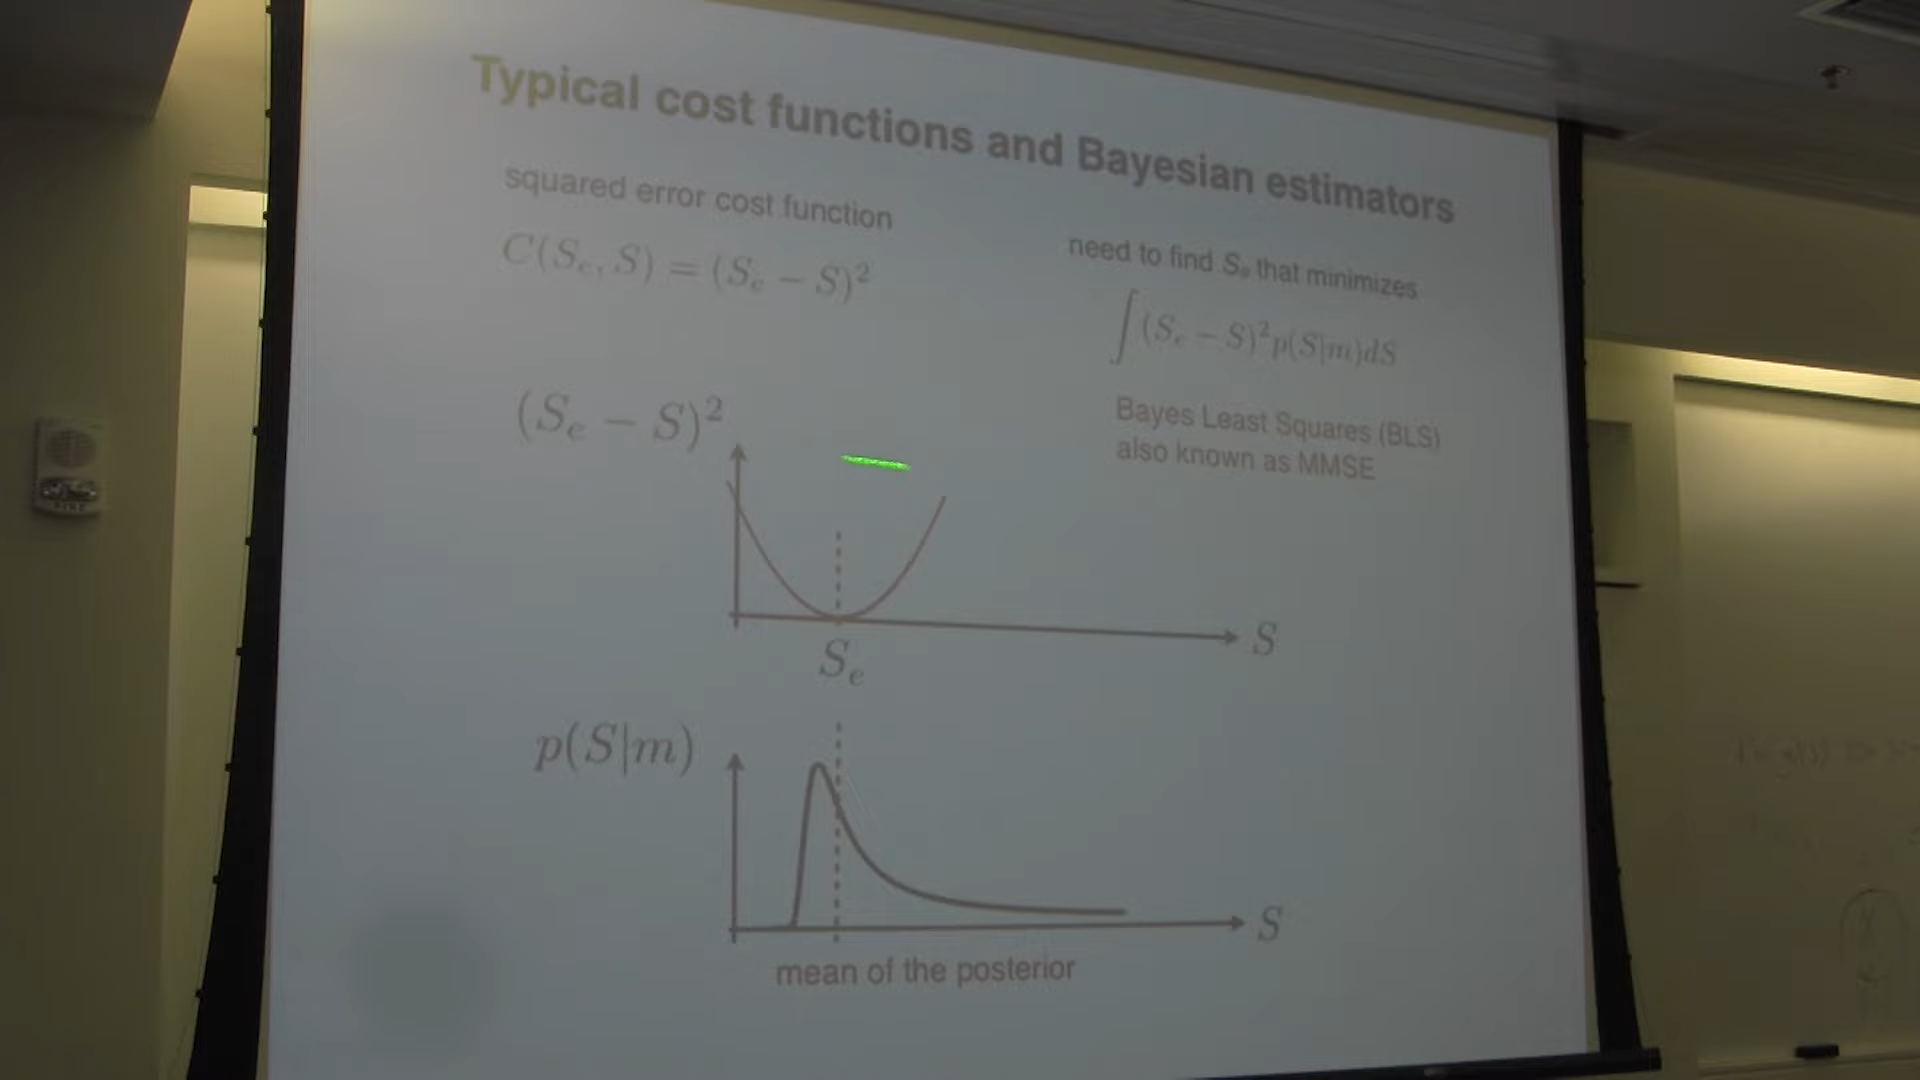 Typical cost functions and Bayesian estimators
squared error cost function
C(Sₑ, S) = (Sₑ − S)²
need to find Sₑ that minimizes
∫(Sₑ − S)²p(S|m)dS
Bayes Least Squares (BLS)
also known as MMSE
(Sₑ − S)²
S
Sₑ
p(S|m)
S
mean of the posterior
FIRE